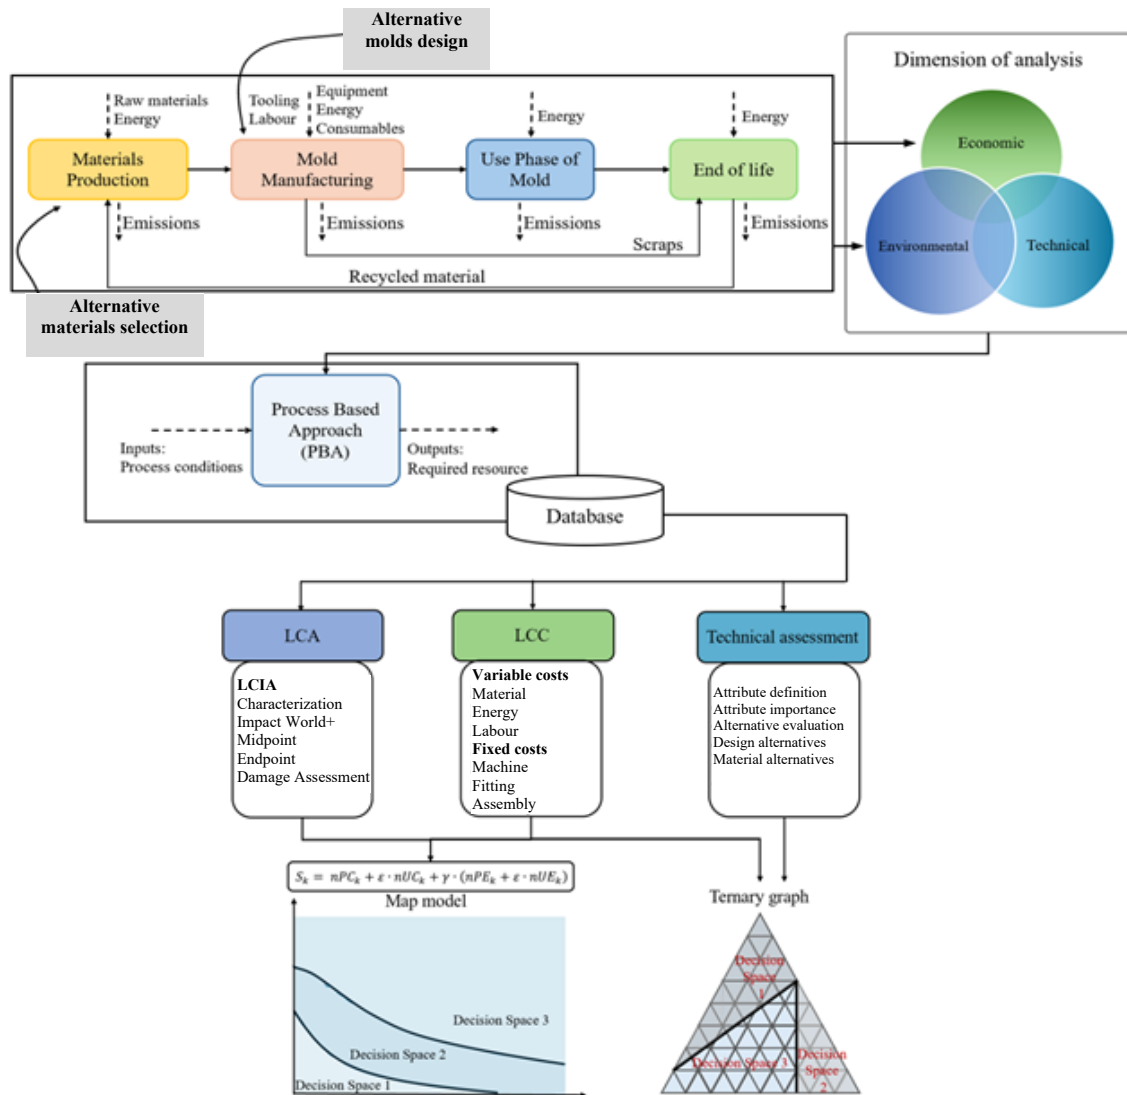 Alternative
molds design
Dimension of analysis
Raw materials
Energy
Tooling
Labour
Equipment
Energy
Consumables
Energy
Energy
Materials
Production
Mold
Manufacturing
Use Phase of
Mold
End of life
Economic
Environmental
Technical
Emissions
Emissions
Emissions
Emissions
Scraps
Recycled material
Alternative
materials selection
Process Based
Approach
(PBA)
Inputs:
Process conditions
Outputs:
Required resource
Database
LCA
LCC
Technical assessment
LCIA
Characterization
Impact World+
Midpoint
Endpoint
Damage Assessment
Variable costs
Material
Energy
Labour
Fixed costs
Machine
Fitting
Assembly
Attribute definition
Attribute importance
Alternative evaluation
Design alternatives
Material alternatives
S_k = nPC_k + ε · nUC_k + γ · (nPE_k + ε · nUE_k)
Map model
Decision Space 3
Decision Space 2
Decision Space 1
Ternary graph
Decision
Space
1
Decision Space 3
Decision
Space
2